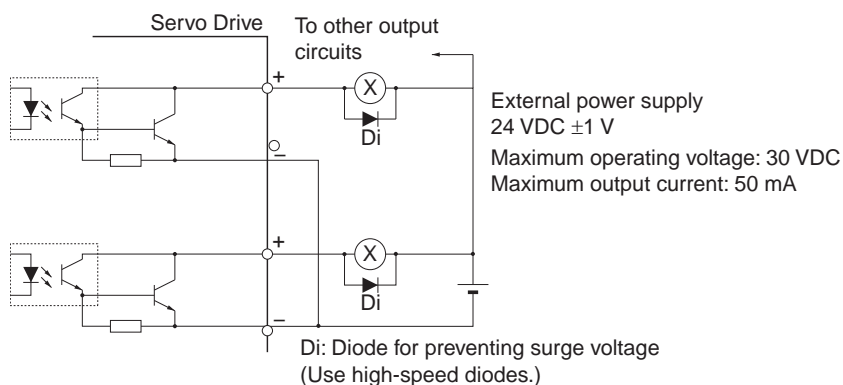 Servo Drive
To other output
circuits
+
X
Di
External power supply
24 VDC ±1 V
Maximum operating voltage: 30 VDC
Maximum output current: 50 mA
−
+
X
Di
−
Di: Diode for preventing surge voltage
(Use high-speed diodes.)